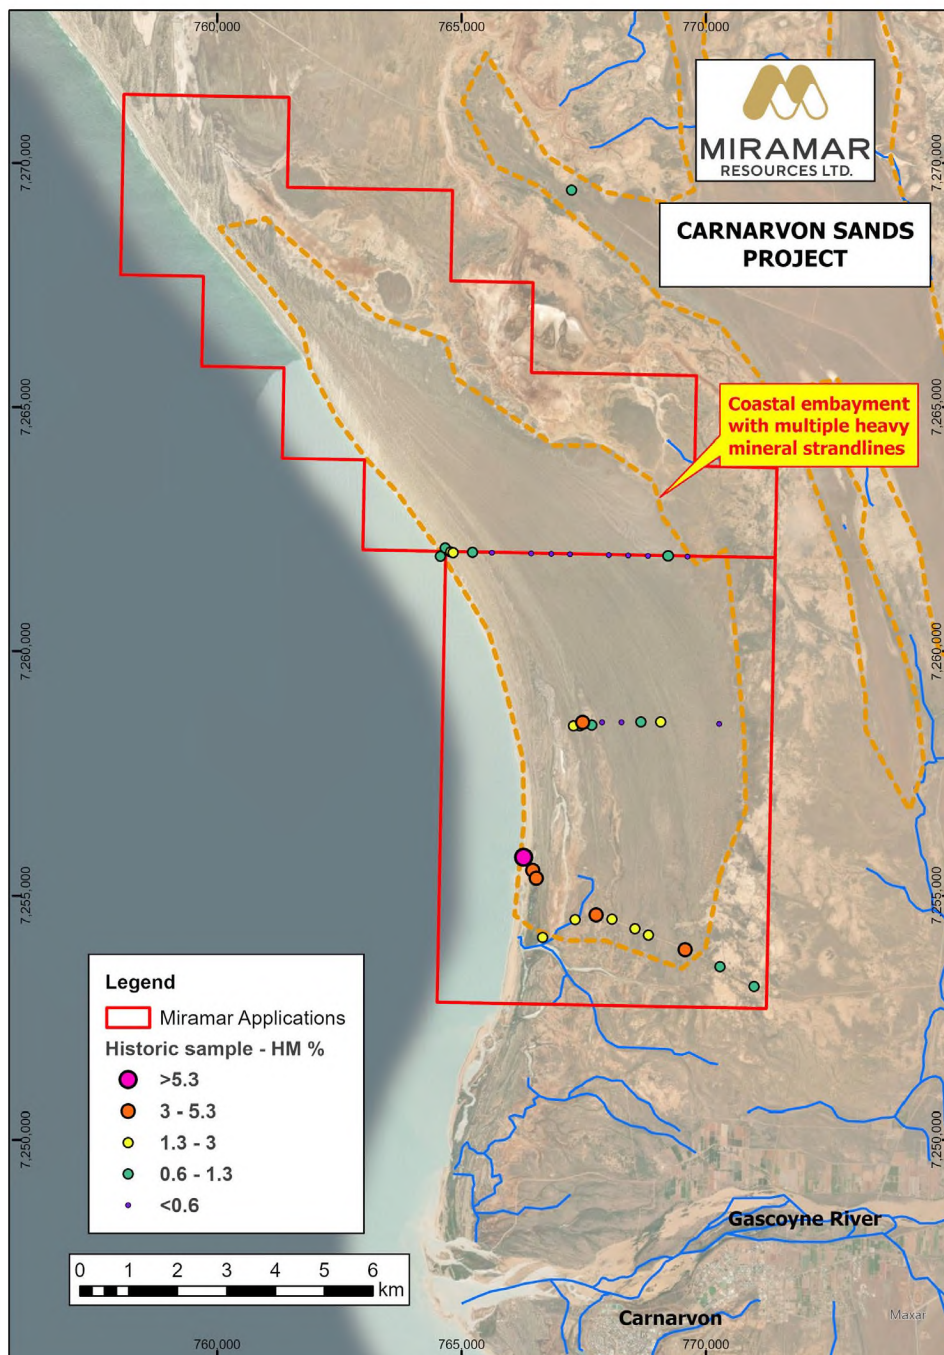 760,000
765,000
770,000
MIRAMAR
RESOURCES LTD.
7,270,000
7,270,000
CARNARVON SANDS
PROJECT
7,265,000
7,265,000
Coastal embayment
with multiple heavy
mineral strandlines
7,260,000
7,260,000
7,255,000
7,255,000
Legend
Miramar Applications
Historic sample - HM %
>5.3
3 - 5.3
1.3 - 3
0.6 - 1.3
<0.6
7,250,000
7,250,000
Gascoyne River
0 1 2 3 4 5 6
km
Carnarvon
Maxar
760,000
765,000
770,000